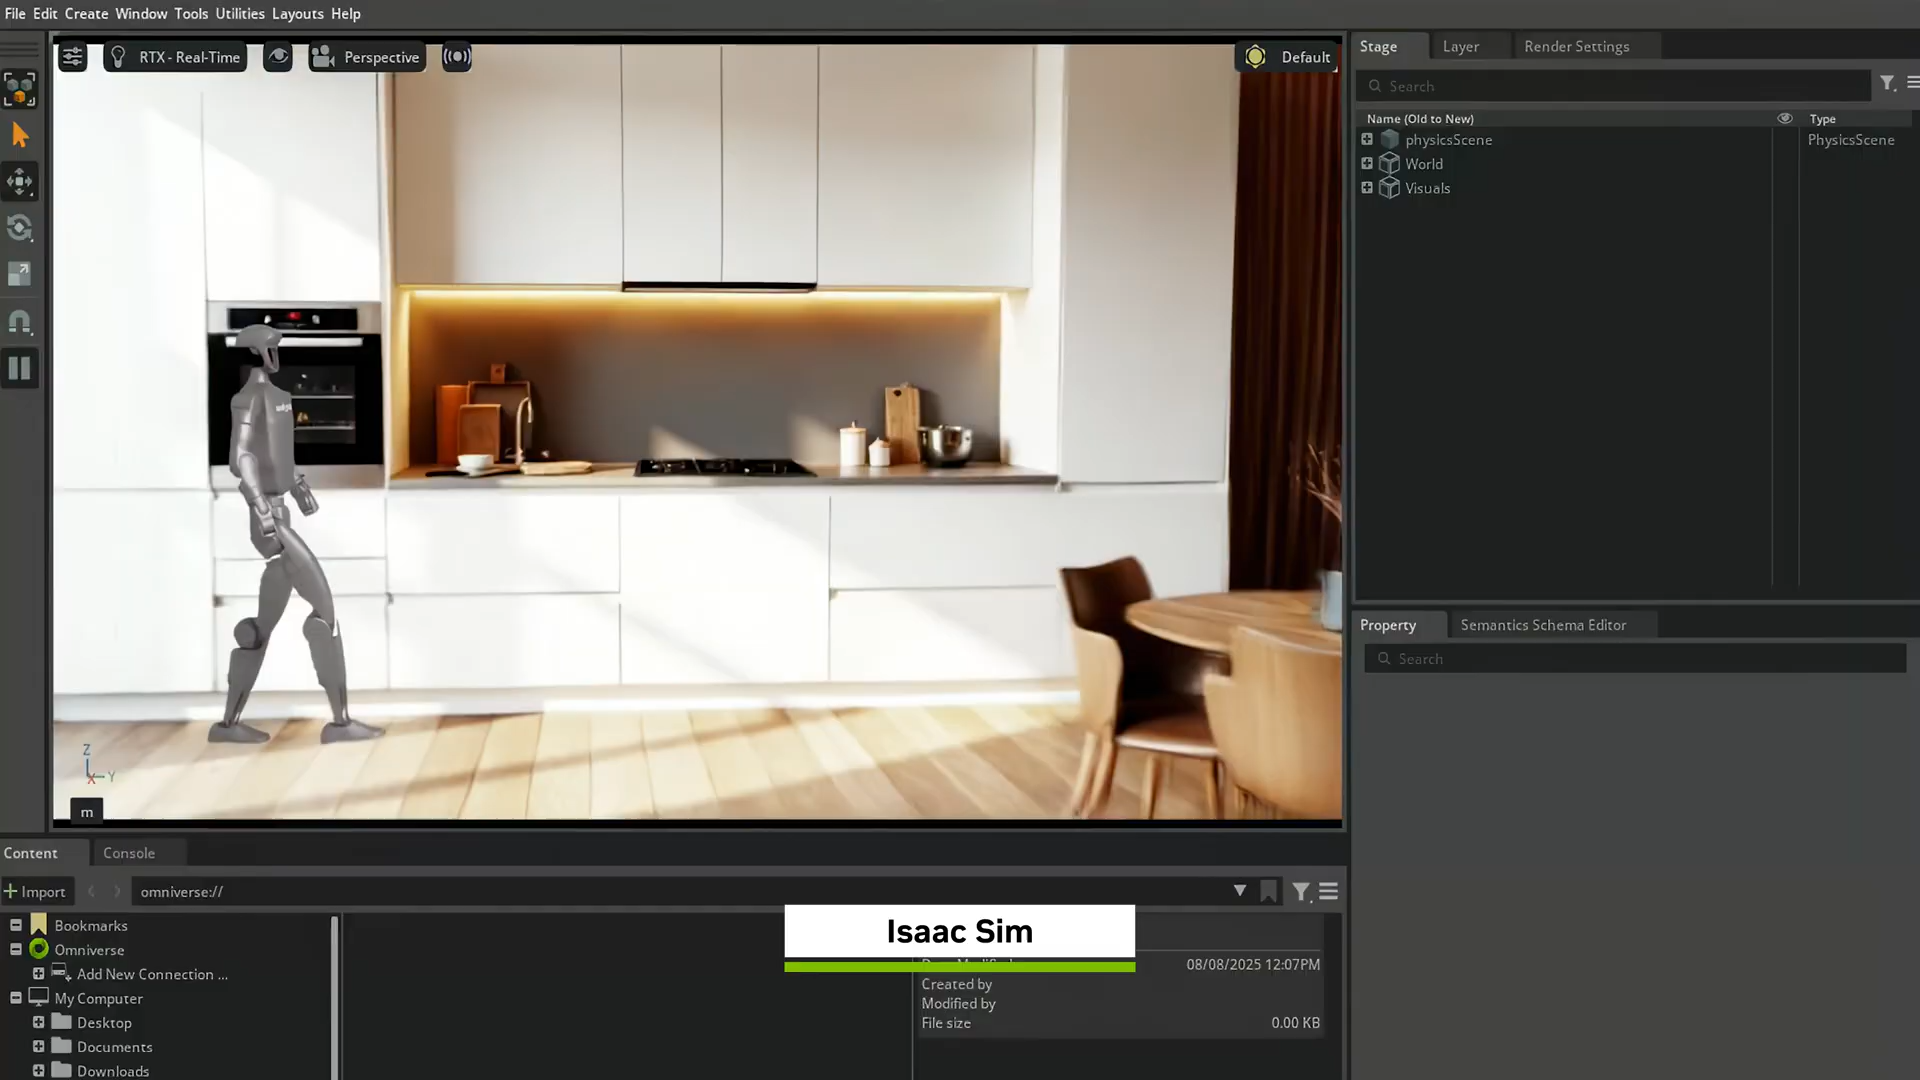 File Edit Create Window Tools Utilities Layouts Help
RTX - Real-Time
Perspective
Default
Stage
Layer
Render Settings
Search
Name (Old to New)
Type
physicsScene
PhysicsScene
World
Visuals
Property
Semantics Schema Editor
Search
Z
X
Y
m
Content
Console
Import
omniverse://
Bookmarks
Omniverse
Add New Connection ...
My Computer
Desktop
Documents
Downloads
Isaac Sim
08/08/2025 12:07PM
Created by
Modified by
File size
0.00 KB